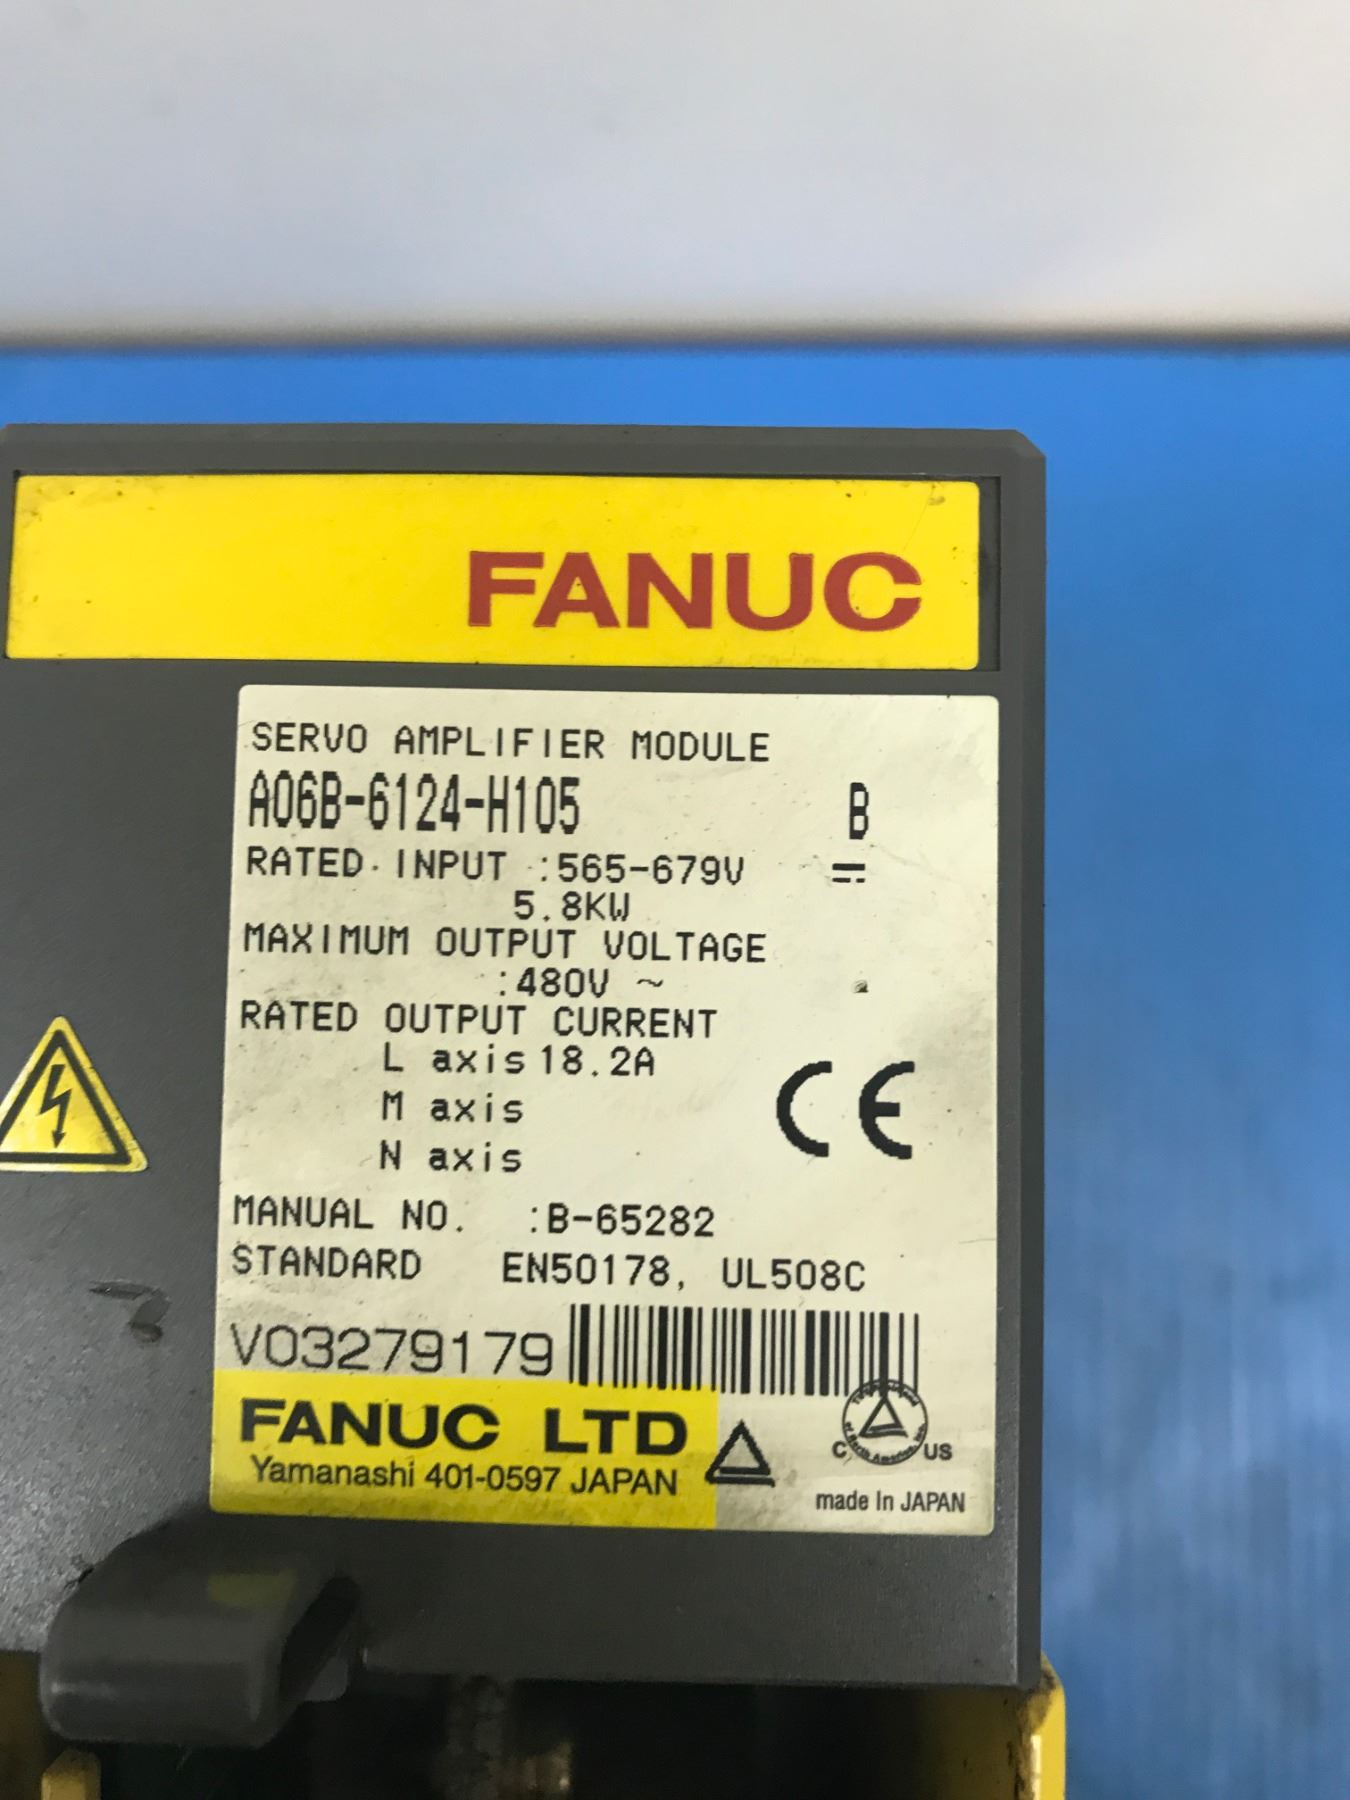 FANUC
SERVO AMPLIFIER MODULE
A06B-6124-H105 B
RATED INPUT :565-679V ⎓
5.8KW
MAXIMUM OUTPUT VOLTAGE
:480V ~
RATED OUTPUT CURRENT
L axis 18.2A
M axis
N axis
CE
MANUAL NO. :B-65282
STANDARD EN50178, UL508C
V03279179
FANUC LTD
Yamanashi 401-0597 JAPAN
C US
made In JAPAN